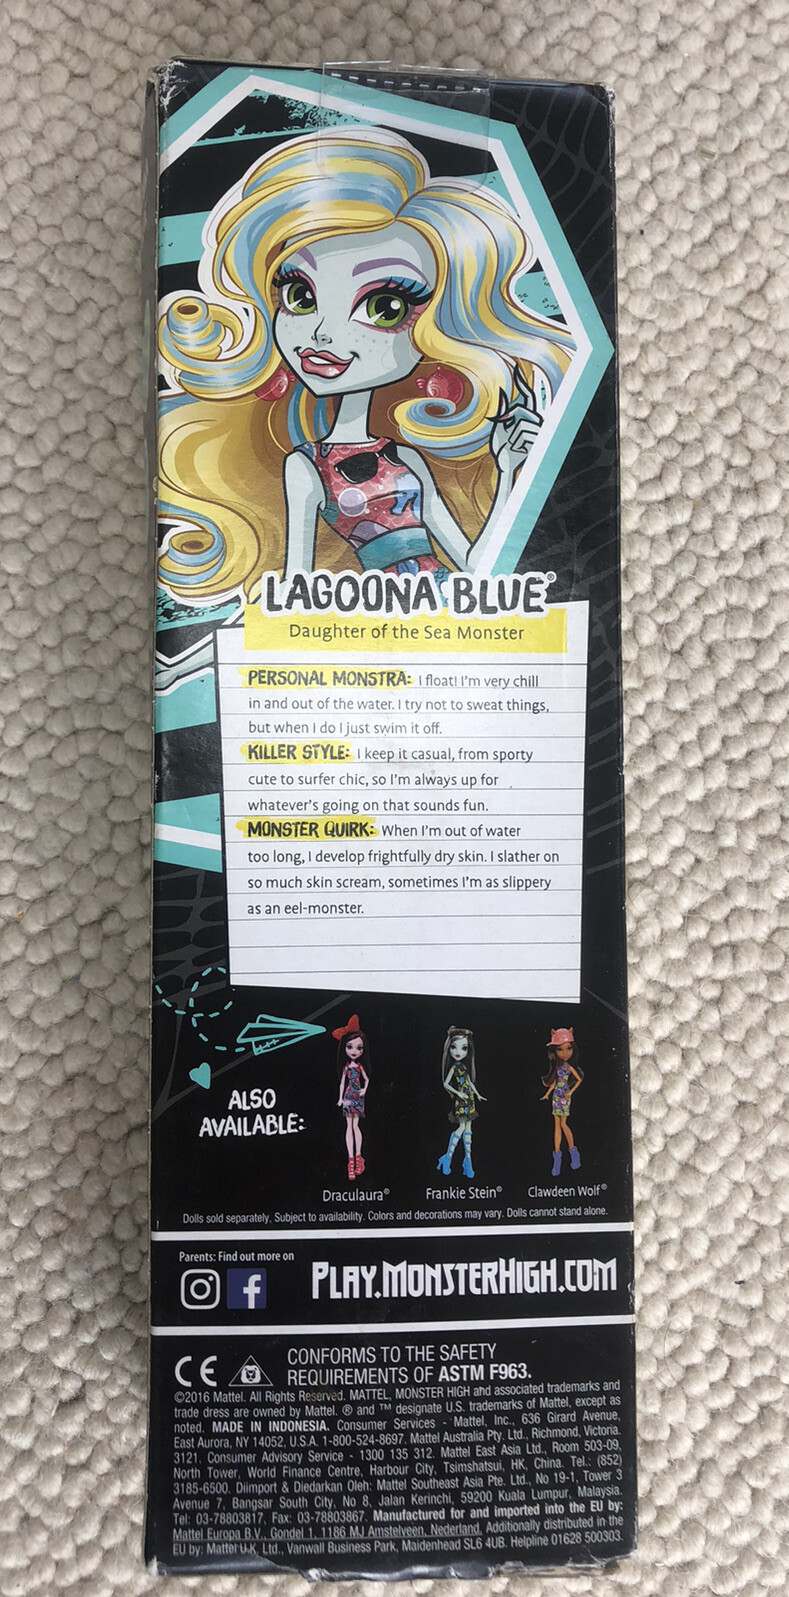 LAGOONA BLUE®
Daughter of the Sea Monster
PERSONAL MONSTRA: I float! I'm very chill
in and out of the water. I try not to sweat things,
but when I do I just swim it off.
KILLER STYLE: I keep it casual, from sporty
cute to surfer chic, so I'm always up for
whatever's going on that sounds fun.
MONSTER QUIRK: When I'm out of water
too long, I develop frightfully dry skin. I slather on
so much skin scream, sometimes I'm as slippery
as an eel-monster.
ALSO
AVAILABLE:
Draculaura® Frankie Stein® Clawdeen Wolf®
Dolls sold separately, Subject to availability. Colors and decorations may vary. Dolls cannot stand alone.
Parents: Find out more on
PLAY.MONSTERHIGH.COM
CE
CONFORMS TO THE SAFETY
REQUIREMENTS OF ASTM F963.
©2016 Mattel. All Rights Reserved. MATTEL, MONSTER HIGH and associated trademarks and
trade dress are owned by Mattel. ® and ™ designate U.S. trademarks of Mattel, except as
noted. MADE IN INDONESIA. Consumer Services - Mattel, Inc., 636 Girard Avenue,
East Aurora, NY 14052, U.S.A. 1-800-524-8697. Mattel Australia Pty. Ltd., Richmond, Victoria.
3121. Consumer Advisory Service - 1300 135 312. Mattel East Asia Ltd., Room 503-09,
North Tower, World Finance Centre, Harbour City, Tsimshatsui, HK, China. Tel.: (852)
3185-6500. Diimport & Diedarkan Oleh: Mattel Southeast Asia Pte. Ltd., No 19-1, Tower 3
Avenue 7, Bangsar South City, No 8, Jalan Kerinchi, 59200 Kuala Lumpur, Malaysia.
Tel: 03-78803817, Fax: 03-78803867. Manufactured for and imported into the EU by:
Mattel Europa B.V., Gondel 1, 1186 MJ Amstelveen, Nederland. Additionally distributed in the
EU by: Mattel U.K. Ltd., Vanwall Business Park, Maidenhead SL6 4UB. Helpline 01628 500303.